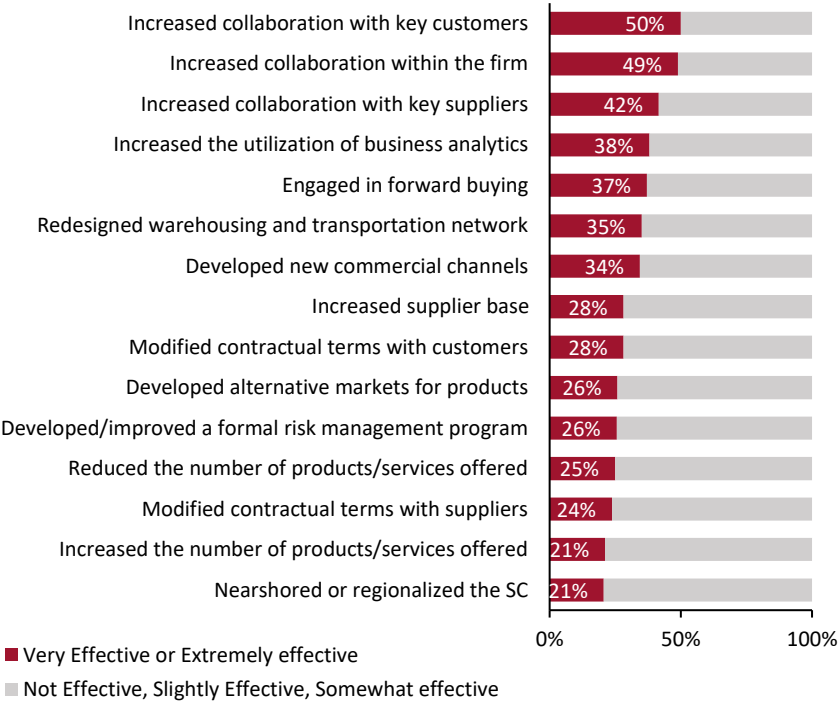 Increased collaboration with key customers 50%
Increased collaboration within the firm 49%
Increased collaboration with key suppliers 42%
Increased the utilization of business analytics 38%
Engaged in forward buying 37%
Redesigned warehousing and transportation network 35%
Developed new commercial channels 34%
Increased supplier base 28%
Modified contractual terms with customers 28%
Developed alternative markets for products 26%
Developed/improved a formal risk management program 26%
Reduced the number of products/services offered 25%
Modified contractual terms with suppliers 24%
Increased the number of products/services offered 21%
Nearshored or regionalized the SC 21%
0% 50% 100%
Very Effective or Extremely effective
Not Effective, Slightly Effective, Somewhat effective